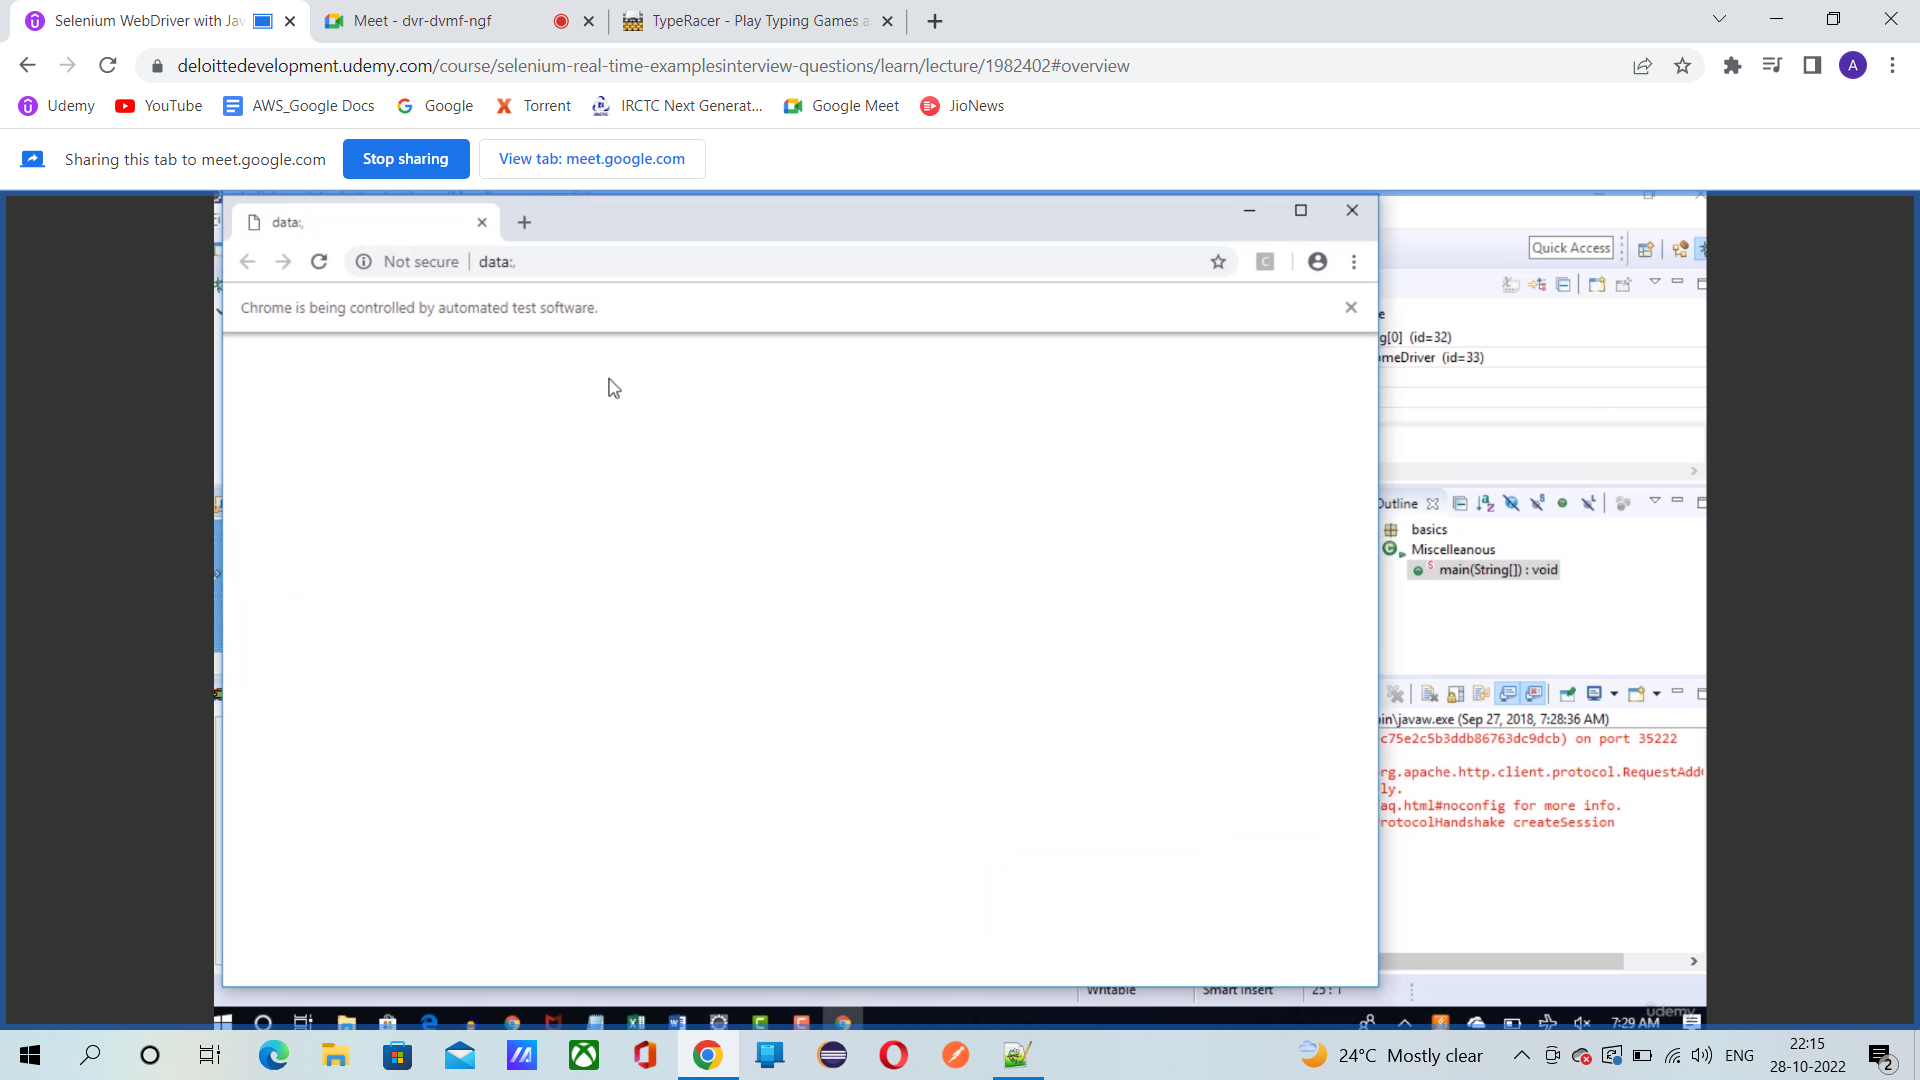 Selenium WebDriver with Jav
Meet - dvr-dvmf-ngf
TypeRacer - Play Typing Games a
deloittedevelopment.udemy.com/course/selenium-real-time-examplesinterview-questions/learn/lecture/1982402#overview
A
Udemy
YouTube
AWS_Google Docs
Google
Torrent
IRCTC Next Generat...
Google Meet
JioNews
Sharing this tab to meet.google.com
Stop sharing
View tab: meet.google.com
data:,
Not secure
data:,
Chrome is being controlled by automated test software.
Quick Access
g[0] (id=32)
omeDriver (id=33)
Outline
basics
Miscelleanous
main(String[]) : void
in\javaw.exe (Sep 27, 2018, 7:28:36 AM)
c75e2c5b3ddb86763dc9dcb) on port 35222
rg.apache.http.client.protocol.RequestAdd
ly.
aq.html#noconfig for more info.
rotocolHandshake createSession
Writable
Smart Insert
25 : 1
udemy
7:29 AM
24°C Mostly clear
ENG
22:15
28-10-2022
2